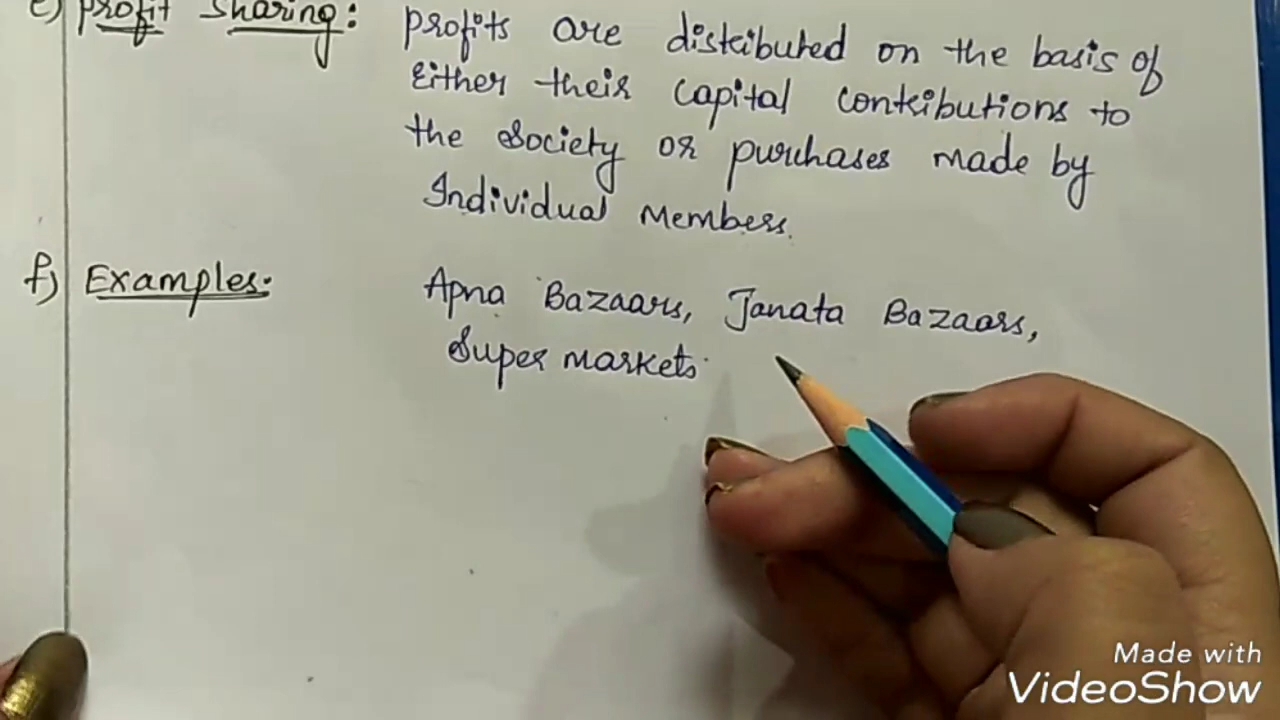 e) Profit Sharing: Profits are distributed on the basis of
Either their Capital Contributions to
the Society or purchases made by
Individual Members.
f) Examples. Apna Bazaars, Janata Bazaars,
Super markets.
Made with
VideoShow